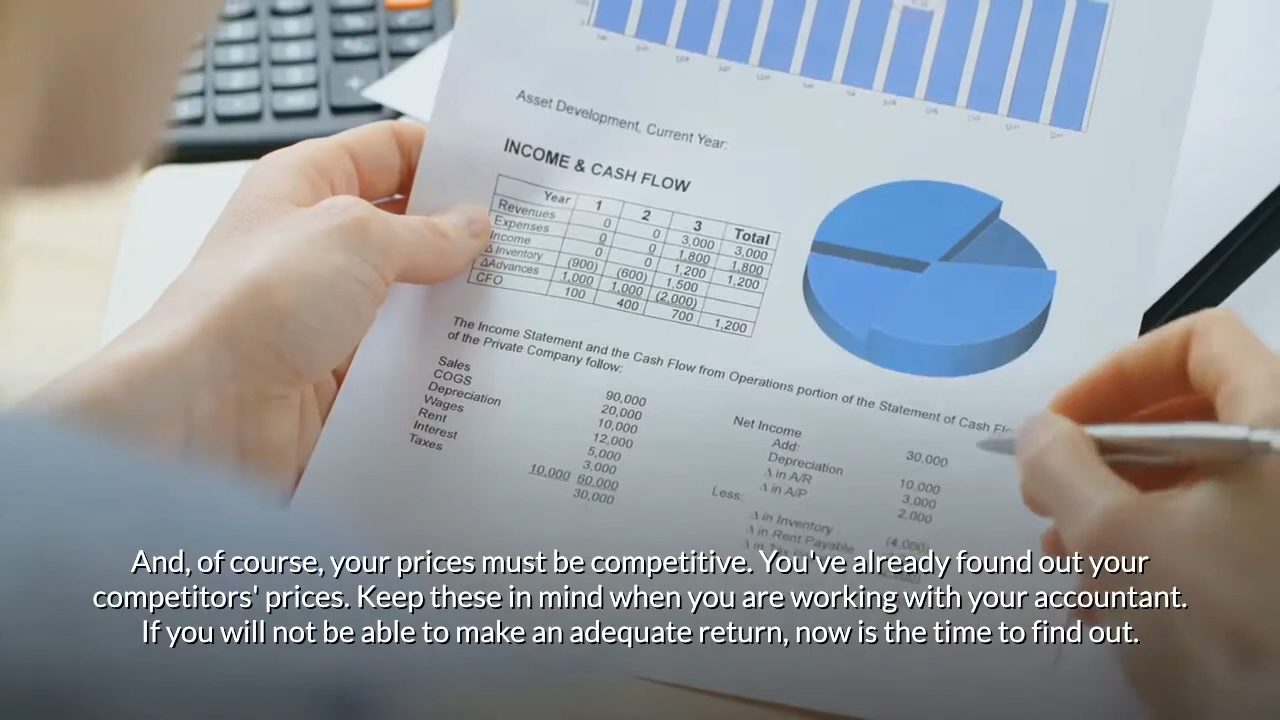 Asset Development, Current Year:
INCOME & CASH FLOW
Year 1 2 3 Total
Revenues 0 0 3,000 3,000
Expenses 0 0 1,800 1,800
Income 0 0 1,200 1,200
Δ Inventory (900) (600) 1,500
ΔAdvances 1,000 1,000 (2,000)
CFO 100 400 700 1,200
The Income Statement and the Cash Flow from Operations portion of the Statement of Cash
of the Private Company follow:
Sales 90,000
COGS 20,000
Depreciation 10,000
Wages 12,000
Rent 5,000
Interest 3,000
Taxes 10,000 60,000
30,000
Net Income 30,000
Add:
Depreciation 10,000
Δ in A/R 3,000
Δ in A/P 2,000
Less:
Δ in Inventory (4,000)
Δ in Rent Payable
And, of course, your prices must be competitive. You've already found out your
competitors' prices. Keep these in mind when you are working with your accountant.
If you will not be able to make an adequate return, now is the time to find out.